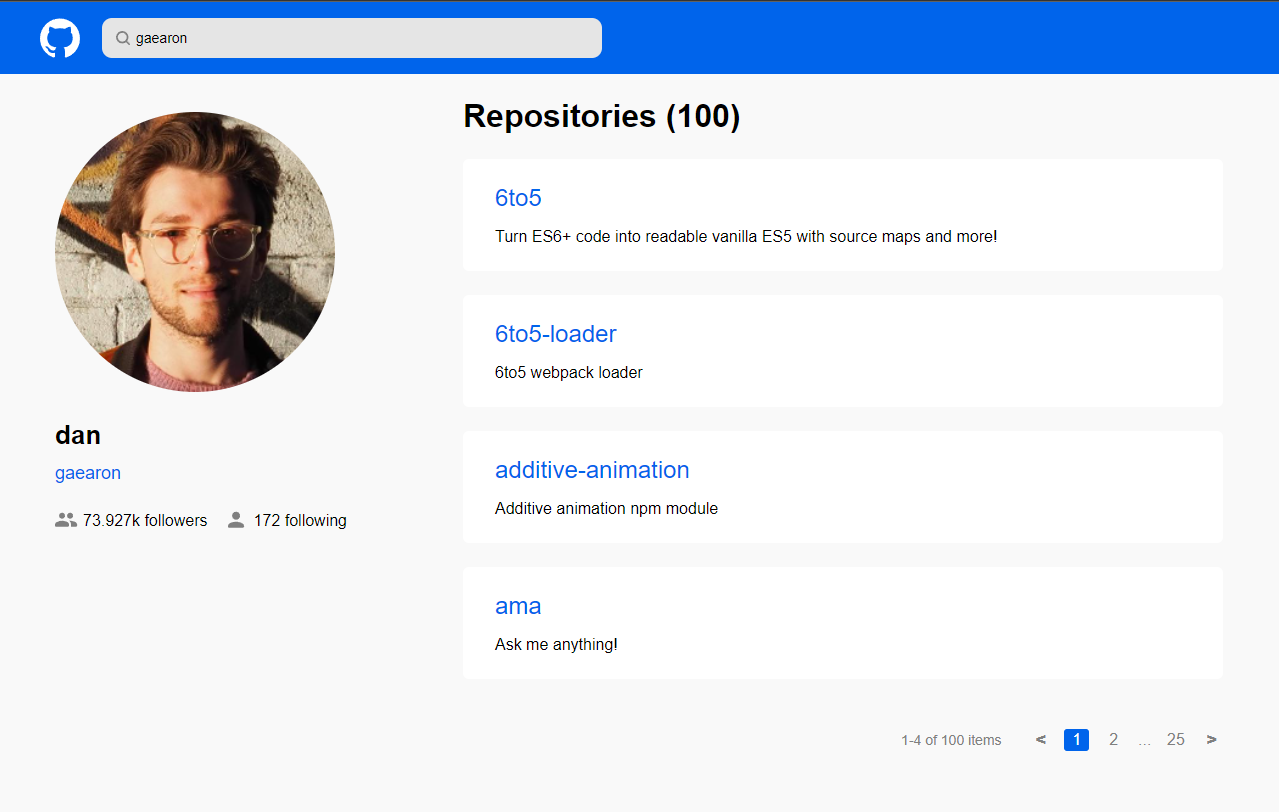 gaearon
Repositories (100)
6to5
Turn ES6+ code into readable vanilla ES5 with source maps and more!
6to5-loader
6to5 webpack loader
additive-animation
Additive animation npm module
ama
Ask me anything!
dan
gaearon
73.927k followers 172 following
1-4 of 100 items < 1 2 ... 25 >